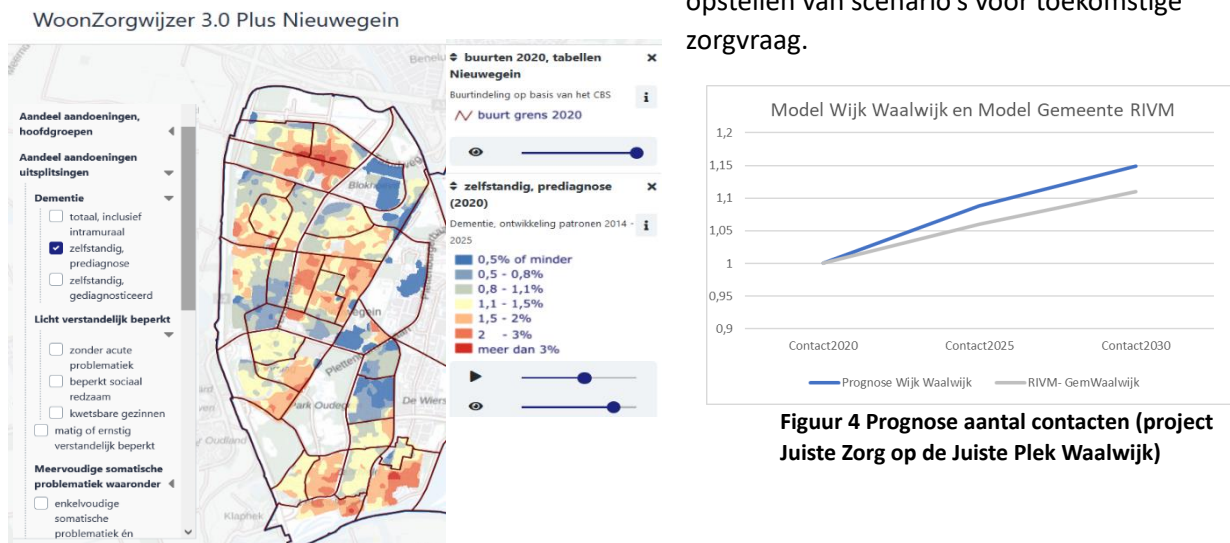 WoonZorgwijzer 3.0 Plus Nieuwegein
Aandeel aandoeningen,
hoofdgroepen
Aandeel aandoeningen
uitsplitsingen
Dementie
totaal, inclusief
intramuraal
zelfstandig,
prediagnose
zelfstandig,
gediagnosticeerd
Licht verstandelijk beperkt
zonder acute
problematiek
beperkt sociaal
redzaam
kwetsbare gezinnen
matig of ernstig
verstandelijk beperkt
Meervoudige somatische
problematiek waaronder
enkelvoudige
somatische
problematiek én
Klaphek
De Wiers
buurten 2020, tabellen
Nieuwegein
Buurtindeling op basis van het CBS
buurt grens 2020
zelfstandig, prediagnose
(2020)
Dementie, ontwikkeling patronen 2014 -
2025
0,5% of minder
0,5 - 0,8%
0,8 - 1,1%
1,1 - 1,5%
1,5 - 2%
2 - 3%
meer dan 3%
opstellen van scenario's voor toekomstige
zorgvraag.
Model Wijk Waalwijk en Model Gemeente RIVM
1,2
1,15
1,1
1,05
1
0,95
0,9
Contact2020 Contact2025 Contact2030
Prognose Wijk Waalwijk RIVM- GemWaalwijk
Figuur 4 Prognose aantal contacten (project
Juiste Zorg op de Juiste Plek Waalwijk)